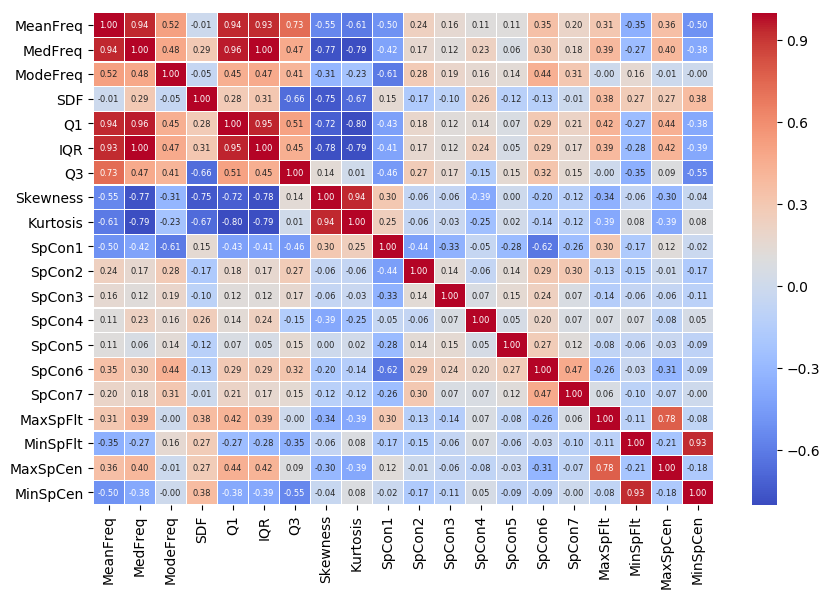 MeanFreq 1.00 0.94 0.52 -0.01 0.94 0.93 0.73 -0.55 -0.61 -0.50 0.24 0.16 0.11 0.11 0.35 0.20 0.31 -0.35 0.36 -0.50
MedFreq 0.94 1.00 0.48 0.29 0.96 1.00 0.47 -0.77 -0.79 -0.42 0.17 0.12 0.23 0.06 0.30 0.18 0.39 -0.27 0.40 -0.38
ModeFreq 0.52 0.48 1.00 -0.05 0.45 0.47 0.41 -0.31 -0.23 -0.61 0.28 0.19 0.16 0.14 0.44 0.31 -0.00 0.16 -0.01 -0.00
SDF -0.01 0.29 -0.05 1.00 0.28 0.31 -0.66 -0.75 -0.67 0.15 -0.17 -0.10 0.26 -0.12 -0.13 -0.01 0.38 0.27 0.27 0.38
Q1 0.94 0.96 0.45 0.28 1.00 0.95 0.51 -0.72 -0.80 -0.43 0.18 0.12 0.14 0.07 0.29 0.21 0.42 -0.27 0.44 -0.38
IQR 0.93 1.00 0.47 0.31 0.95 1.00 0.45 -0.78 -0.79 -0.41 0.17 0.12 0.24 0.05 0.29 0.17 0.39 -0.28 0.42 -0.39
Q3 0.73 0.47 0.41 -0.66 0.51 0.45 1.00 0.14 0.01 -0.46 0.27 0.17 -0.15 0.15 0.32 0.15 -0.00 -0.35 0.09 -0.55
Skewness -0.55 -0.77 -0.31 -0.75 -0.72 -0.78 0.14 1.00 0.94 0.30 -0.06 -0.06 -0.39 0.00 -0.20 -0.12 -0.34 -0.06 -0.30 -0.04
Kurtosis -0.61 -0.79 -0.23 -0.67 -0.80 -0.79 0.01 0.94 1.00 0.25 -0.06 -0.03 -0.25 0.02 -0.14 -0.12 -0.39 0.08 -0.39 0.08
SpCon1 -0.50 -0.42 -0.61 0.15 -0.43 -0.41 -0.46 0.30 0.25 1.00 -0.44 -0.33 -0.05 -0.28 -0.62 -0.26 0.30 -0.17 0.12 -0.02
SpCon2 0.24 0.17 0.28 -0.17 0.18 0.17 0.27 -0.06 -0.06 -0.44 1.00 0.14 -0.06 0.14 0.29 0.30 -0.13 -0.15 -0.01 -0.17
SpCon3 0.16 0.12 0.19 -0.10 0.12 0.12 0.17 -0.06 -0.03 -0.33 0.14 1.00 0.07 0.15 0.24 0.07 -0.14 -0.06 -0.06 -0.11
SpCon4 0.11 0.23 0.16 0.26 0.14 0.24 -0.15 -0.39 -0.25 -0.05 -0.06 0.07 1.00 0.05 0.20 0.07 0.07 0.07 -0.08 0.05
SpCon5 0.11 0.06 0.14 -0.12 0.07 0.05 0.15 0.00 0.02 -0.28 0.14 0.15 0.05 1.00 0.27 0.12 -0.08 -0.06 -0.03 -0.09
SpCon6 0.35 0.30 0.44 -0.13 0.29 0.29 0.32 -0.20 -0.14 -0.62 0.29 0.24 0.20 0.27 1.00 0.47 -0.26 -0.03 -0.31 -0.09
SpCon7 0.20 0.18 0.31 -0.01 0.21 0.17 0.15 -0.12 -0.12 -0.26 0.30 0.07 0.07 0.12 0.47 1.00 0.06 -0.10 -0.07 -0.00
MaxSpFlt 0.31 0.39 -0.00 0.38 0.42 0.39 -0.00 -0.34 -0.39 0.30 -0.13 -0.14 0.07 -0.08 -0.26 0.06 1.00 -0.11 0.78 -0.08
MinSpFlt -0.35 -0.27 0.16 0.27 -0.27 -0.28 -0.35 -0.06 0.08 -0.17 -0.15 -0.06 0.07 -0.06 -0.03 -0.10 -0.11 1.00 -0.21 0.93
MaxSpCen 0.36 0.40 -0.01 0.27 0.44 0.42 0.09 -0.30 -0.39 0.12 -0.01 -0.06 -0.08 -0.03 -0.31 -0.07 0.78 -0.21 1.00 -0.18
MinSpCen -0.50 -0.38 -0.00 0.38 -0.38 -0.39 -0.55 -0.04 0.08 -0.02 -0.17 -0.11 0.05 -0.09 -0.09 -0.00 -0.08 0.93 -0.18 1.00
MeanFreq MedFreq ModeFreq SDF Q1 IQR Q3 Skewness Kurtosis SpCon1 SpCon2 SpCon3 SpCon4 SpCon5 SpCon6 SpCon7 MaxSpFlt MinSpFlt MaxSpCen MinSpCen
0.9
0.6
0.3
0.0
−0.3
−0.6